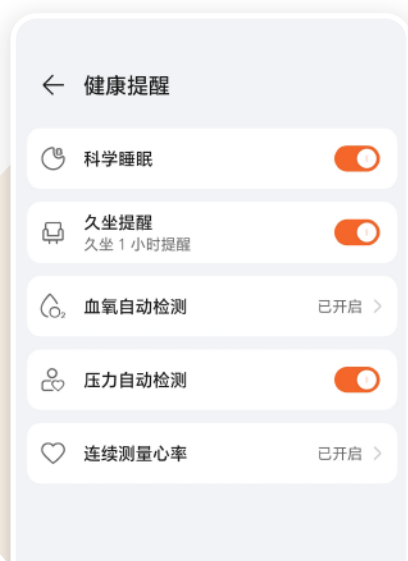 健康提醒
科学睡眠
久坐提醒
久坐 1 小时提醒
血氧自动检测
已开启
压力自动检测
连续测量心率
已开启